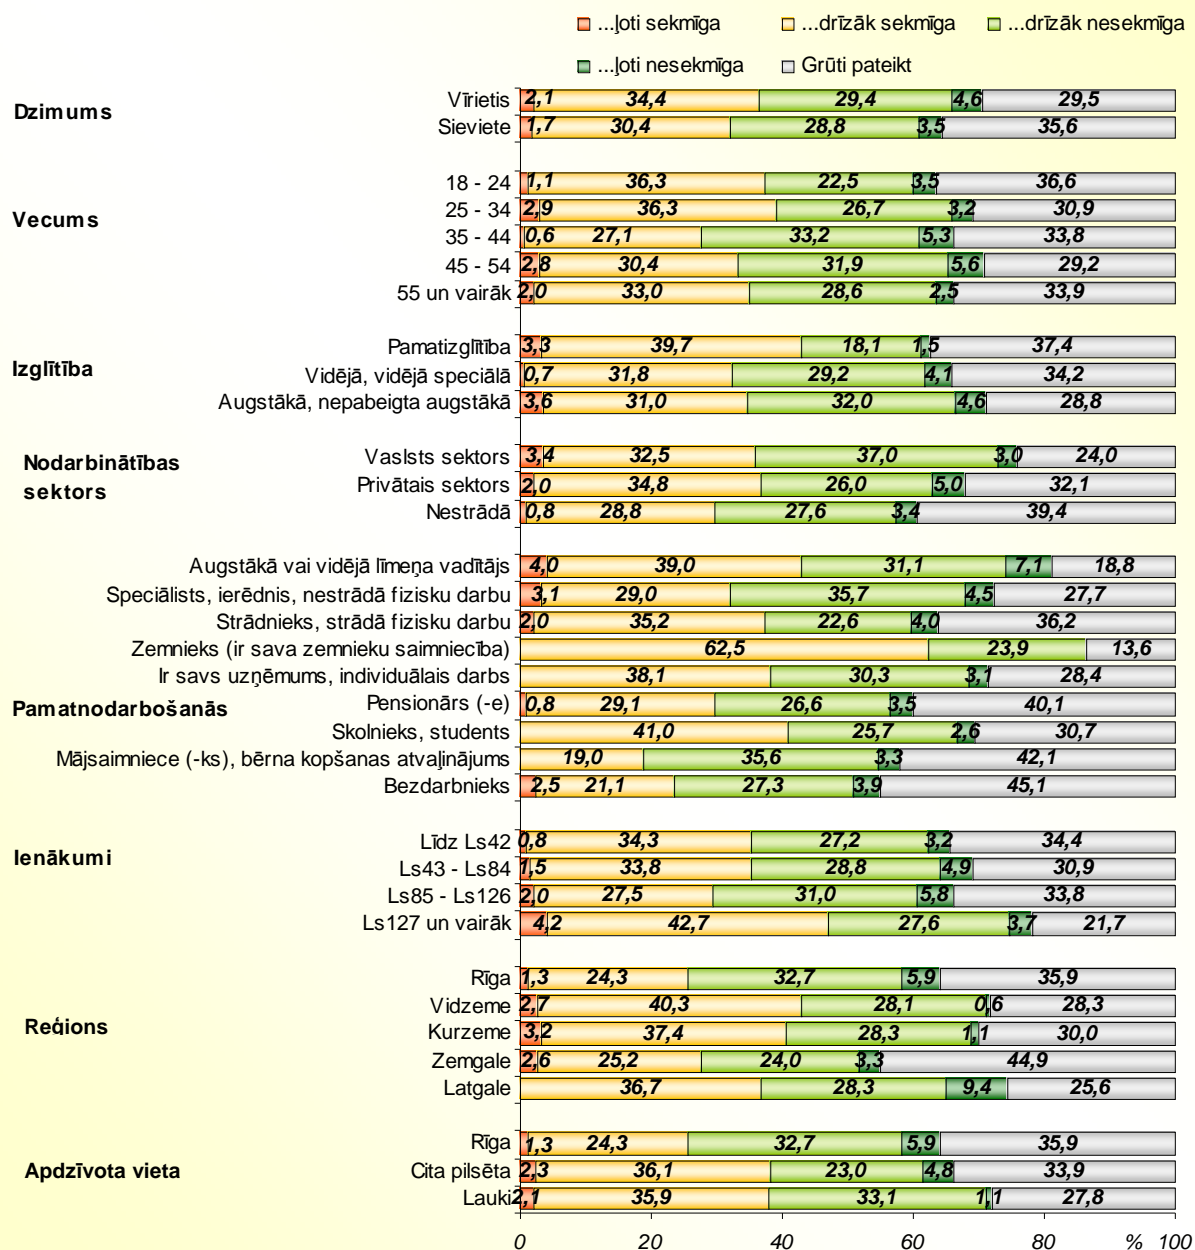 ...ļoti sekmīga ...drīzāk sekmīga ...drīzāk nesekmīga
...ļoti nesekmīga Grūti pateikt
Dzimums
Vīrietis 2,1 34,4 29,4 4,6 29,5
Sieviete 1,7 30,4 28,8 3,5 35,6
Vecums
18 - 24 1,1 36,3 22,5 3,5 36,6
25 - 34 2,9 36,3 26,7 3,2 30,9
35 - 44 0,6 27,1 33,2 5,3 33,8
45 - 54 2,8 30,4 31,9 5,6 29,2
55 un vairāk 2,0 33,0 28,6 2,5 33,9
Izglītība
Pamatizglītība 3,3 39,7 18,1 1,5 37,4
Vidējā, vidējā speciālā 0,7 31,8 29,2 4,1 34,2
Augstākā, nepabeigta augstākā 3,6 31,0 32,0 4,6 28,8
Nodarbinātības
sektors
Vaslsts sektors 3,4 32,5 37,0 3,0 24,0
Privātais sektors 2,0 34,8 26,0 5,0 32,1
Nestrādā 0,8 28,8 27,6 3,4 39,4
Pamatnodarbošanās
Augstākā vai vidējā līmeņa vadītājs 4,0 39,0 31,1 7,1 18,8
Speciālists, ierēdnis, nestrādā fizisku darbu 3,1 29,0 35,7 4,5 27,7
Strādnieks, strādā fizisku darbu 2,0 35,2 22,6 4,0 36,2
Zemnieks (ir sava zemnieku saimniecība) 62,5 23,9 13,6
Ir savs uzņēmums, individuālais darbs 38,1 30,3 3,1 28,4
Pensionārs (-e) 0,8 29,1 26,6 3,5 40,1
Skolnieks, students 41,0 25,7 2,6 30,7
Mājsaimniece (-ks), bērna kopšanas atvaļinājums 19,0 35,6 3,3 42,1
Bezdarbnieks 2,5 21,1 27,3 3,9 45,1
Ienākumi
Līdz Ls42 0,8 34,3 27,2 3,2 34,4
Ls43 - Ls84 1,5 33,8 28,8 4,9 30,9
Ls85 - Ls126 2,0 27,5 31,0 5,8 33,8
Ls127 un vairāk 4,2 42,7 27,6 3,7 21,7
Reģions
Rīga 1,3 24,3 32,7 5,9 35,9
Vidzeme 2,7 40,3 28,1 0,6 28,3
Kurzeme 3,2 37,4 28,3 1,1 30,0
Zemgale 2,6 25,2 24,0 3,3 44,9
Latgale 36,7 28,3 9,4 25,6
Apdzīvota vieta
Rīga 1,3 24,3 32,7 5,9 35,9
Cita pilsēta 2,3 36,1 23,0 4,8 33,9
Lauki 2,1 35,9 33,1 1,1 27,8
0 20 40 60 80 % 100